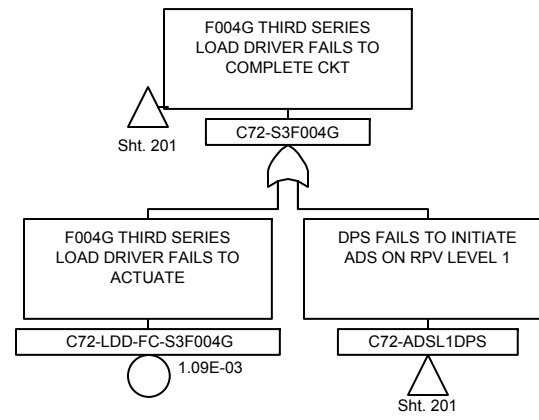 F004G THIRD SERIES
LOAD DRIVER FAILS TO
COMPLETE CKT
Sht. 201
C72-S3F004G
F004G THIRD SERIES
LOAD DRIVER FAILS TO
ACTUATE
C72-LDD-FC-S3F004G
1.09E-03
DPS FAILS TO INITIATE
ADS ON RPV LEVEL 1
C72-ADSL1DPS
Sht. 201